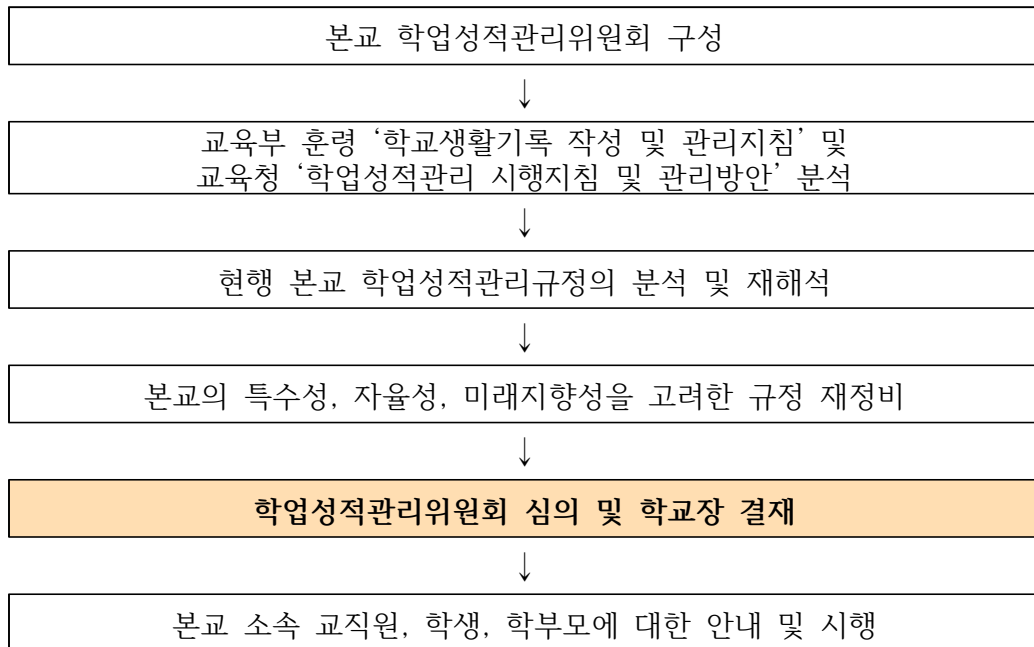 본교 학업성적관리위원회 구성
↓
교육부 훈령 ‘학교생활기록 작성 및 관리지침’ 및
교육청 ‘학업성적관리 시행지침 및 관리방안’ 분석
↓
현행 본교 학업성적관리규정의 분석 및 재해석
↓
본교의 특수성, 자율성, 미래지향성을 고려한 규정 재정비
↓
학업성적관리위원회 심의 및 학교장 결재
↓
본교 소속 교직원, 학생, 학부모에 대한 안내 및 시행